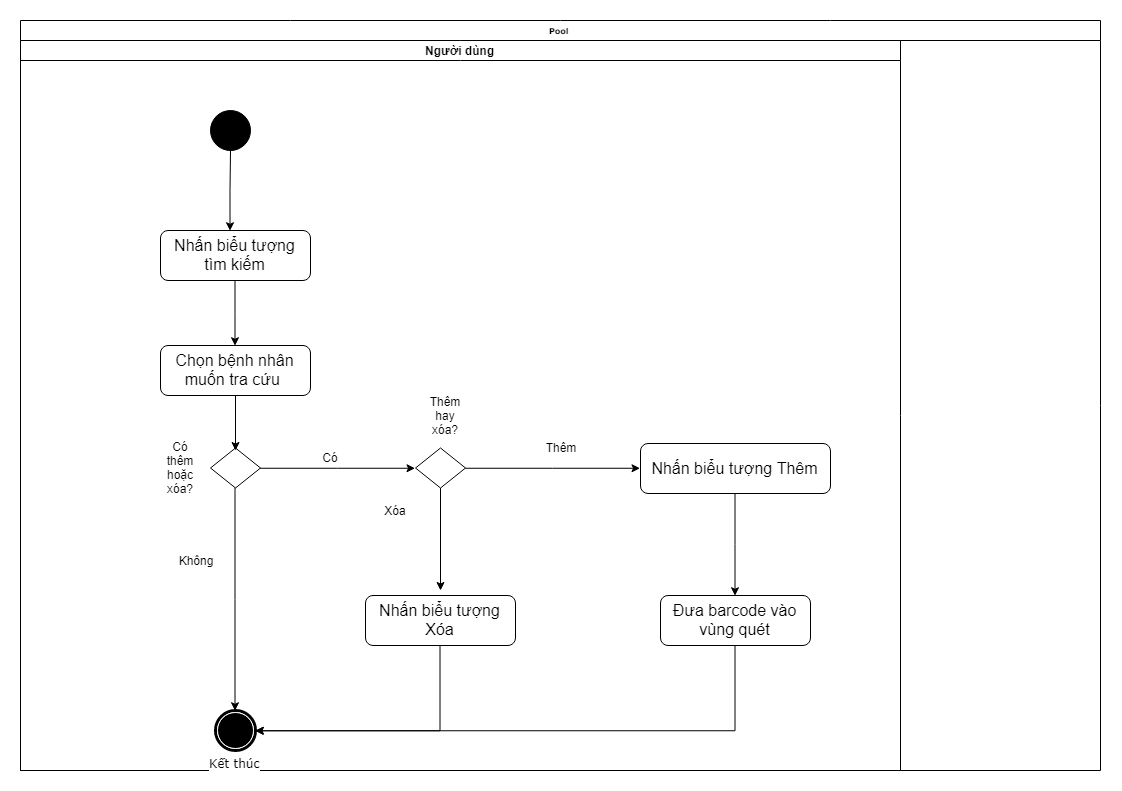 Pool
Người dùng
Nhấn biểu tượng
tìm kiếm
Chọn bệnh nhân
muốn tra cứu
Có
thêm
hoặc
xóa?
Có
Thêm
hay
xóa?
Thêm
Nhấn biểu tượng Thêm
Xóa
Không
Nhấn biểu tượng
Xóa
Đưa barcode vào
vùng quét
Kết thúc